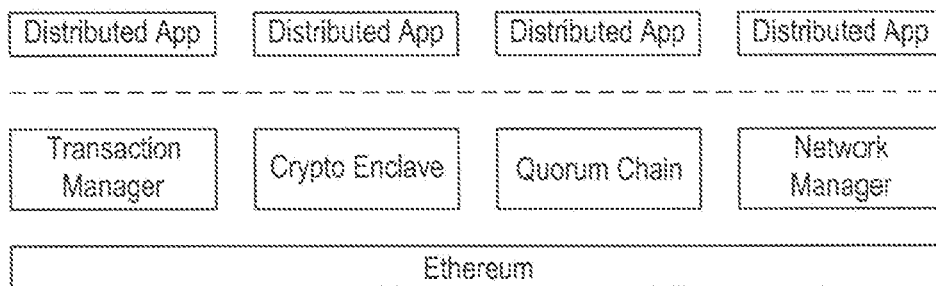 Distributed App Distributed App Distributed App Distributed App
Transaction Manager Crypto Enclave Quorum Chain Network Manager
Ethereum